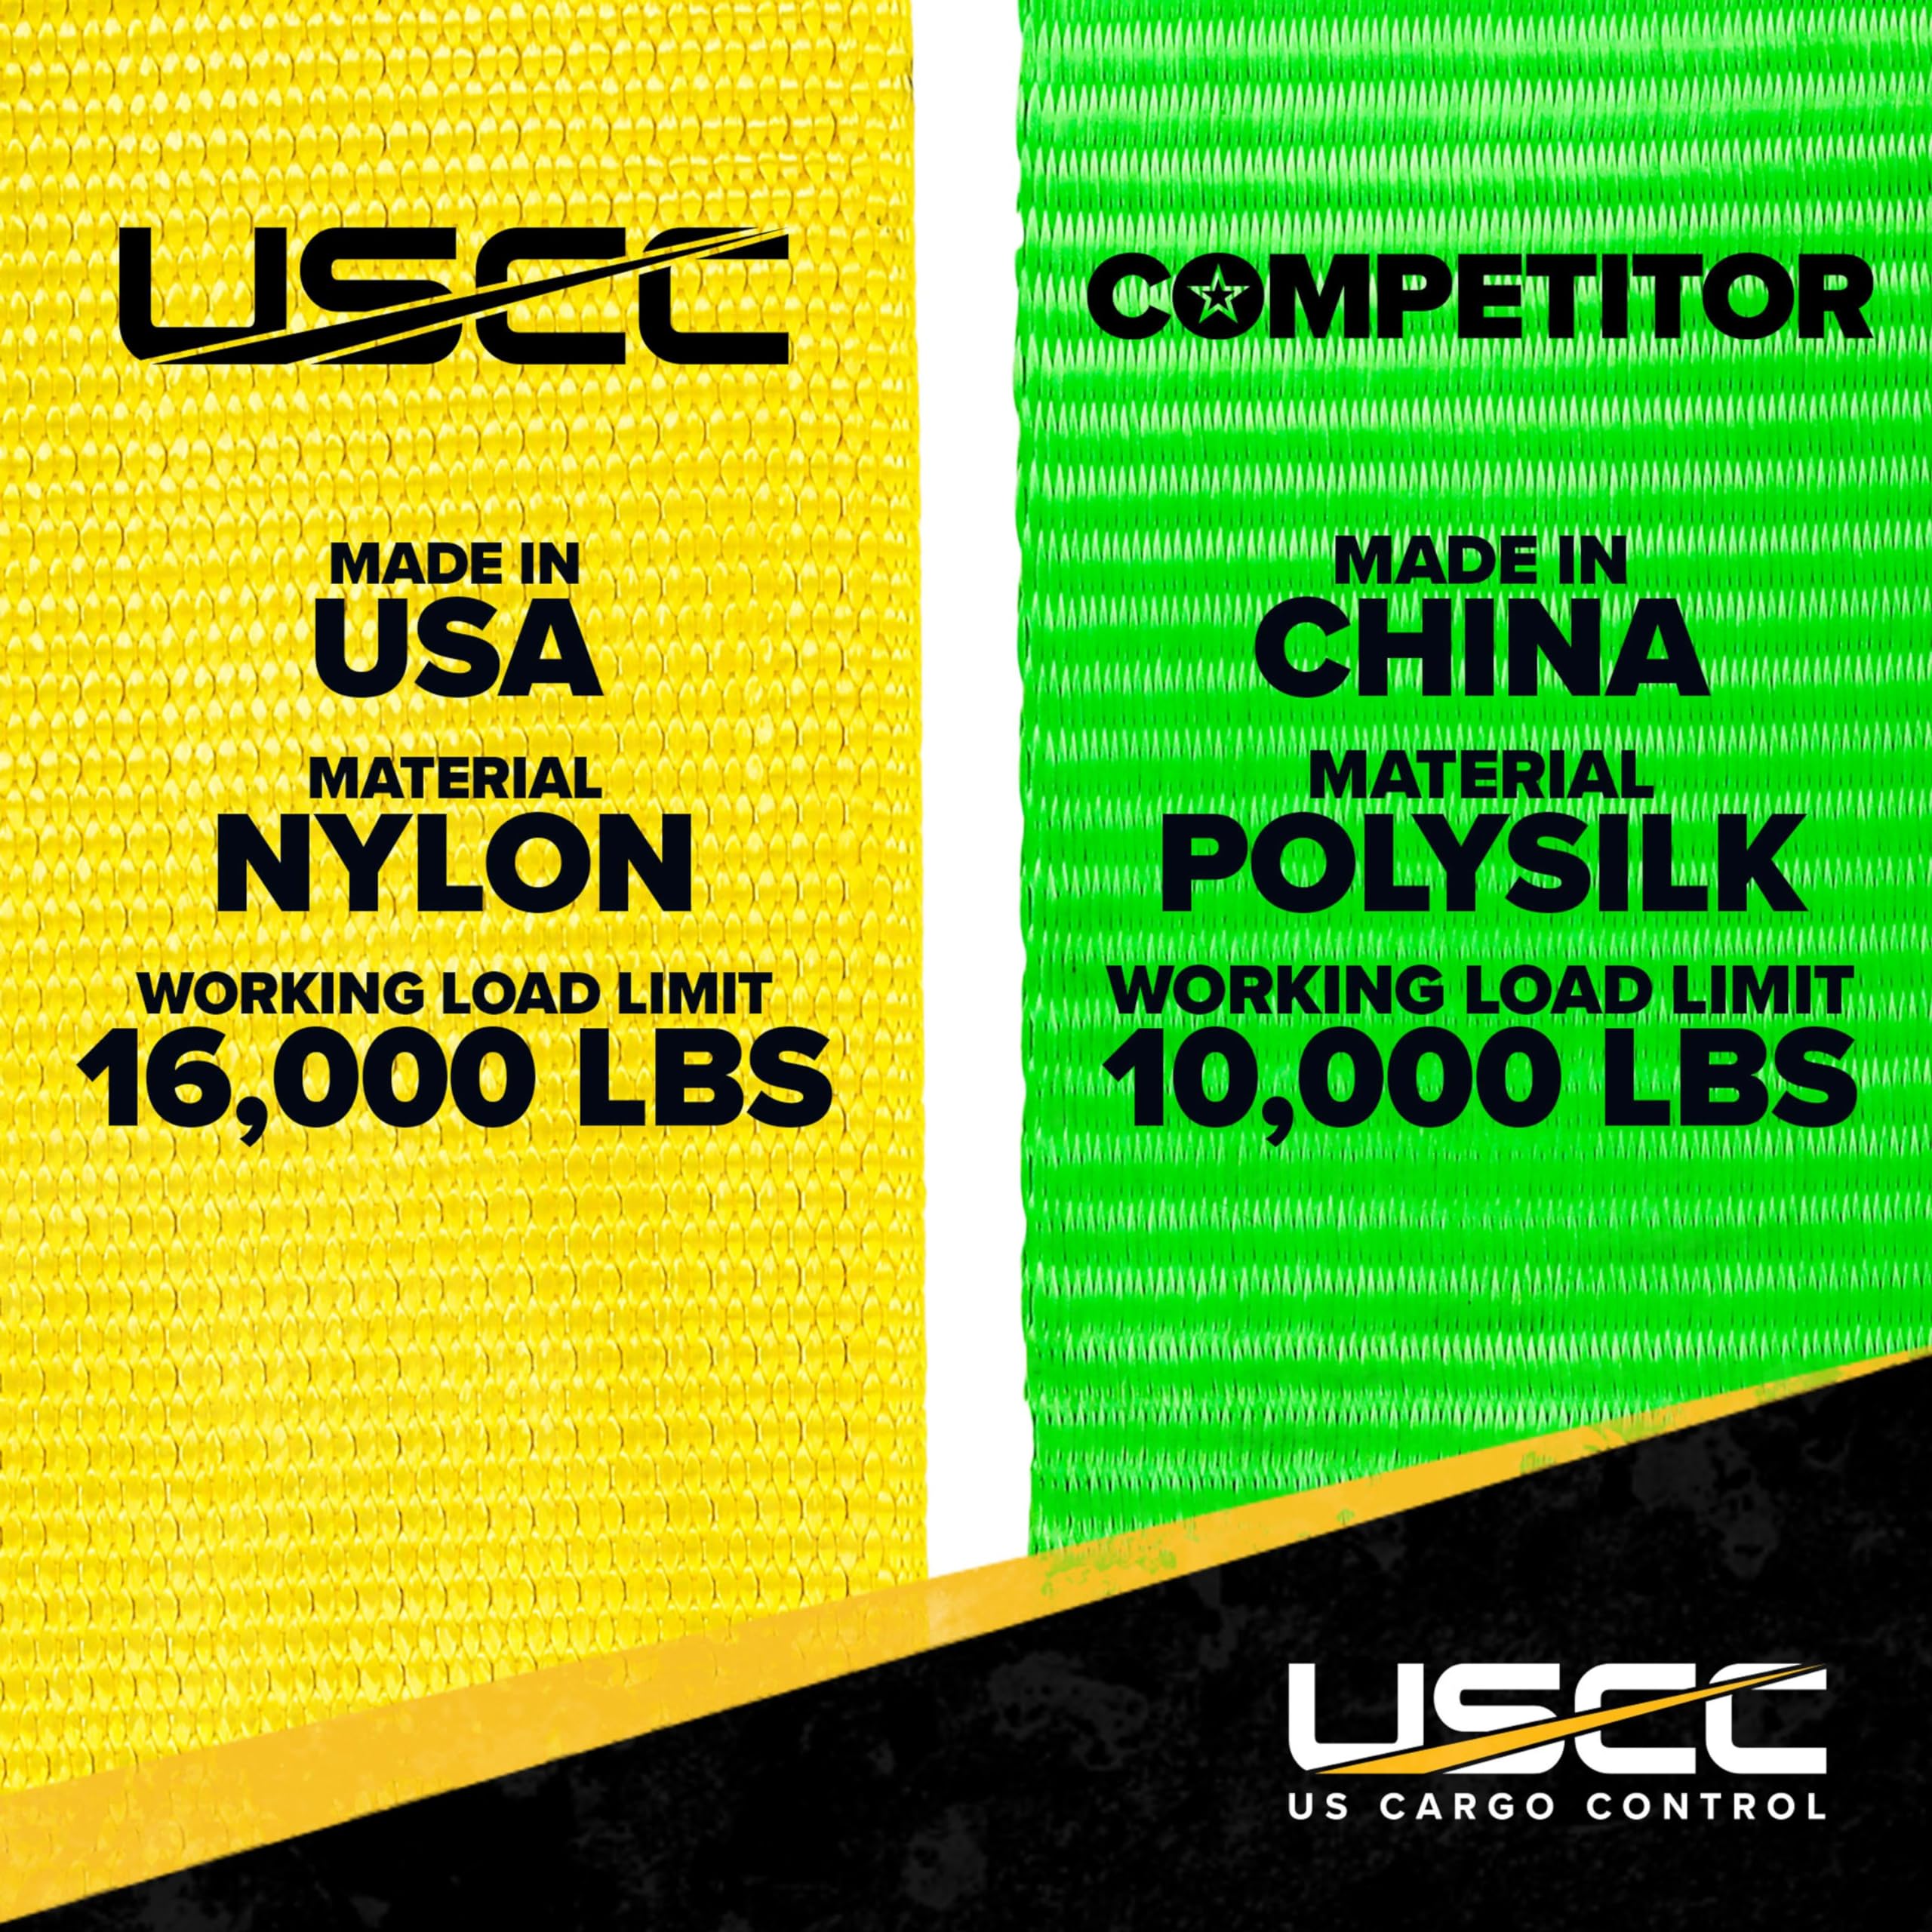 USCC
MADE IN
USA
MATERIAL
NYLON
WORKING LOAD LIMIT
16,000 LBS
COMPETITOR
MADE IN
CHINA
MATERIAL
POLYSILK
WORKING LOAD LIMIT
10,000 LBS
USCC
US CARGO CONTROL